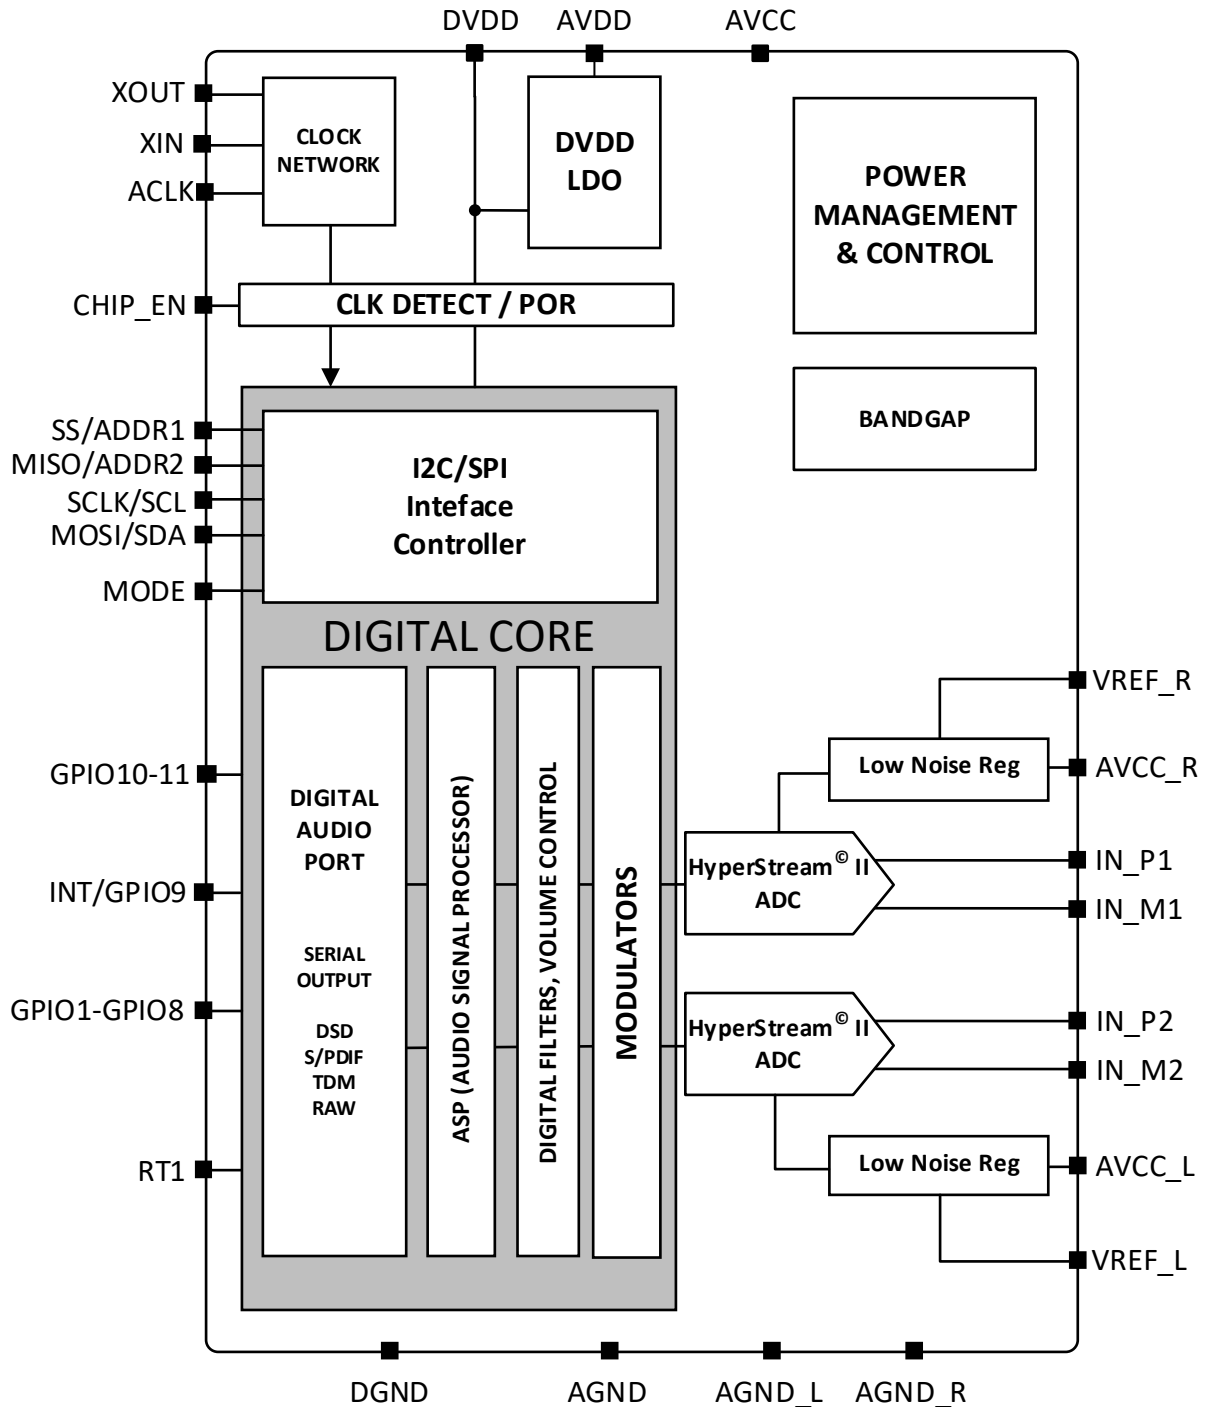 DVDD
AVDD
AVCC
XOUT
XIN
ACLK
CLOCK
NETWORK
DVDD
LDO
POWER
MANAGEMENT
& CONTROL
CHIP_EN
CLK DETECT / POR
BANDGAP
SS/ADDR1
MISO/ADDR2
SCLK/SCL
MOSI/SDA
MODE
I2C/SPI
Inteface
Controller
DIGITAL CORE
GPIO10-11
INT/GPIO9
GPIO1-GPIO8
RT1
DIGITAL
AUDIO
PORT
SERIAL
OUTPUT
DSD
S/PDIF
TDM
RAW
ASP (AUDIO SIGNAL PROCESSOR)
DIGITAL FILTERS, VOLUME CONTROL
MODULATORS
VREF_R
Low Noise Reg
AVCC_R
HyperStream© II
ADC
IN_P1
IN_M1
HyperStream© II
ADC
IN_P2
IN_M2
Low Noise Reg
AVCC_L
VREF_L
DGND
AGND
AGND_L
AGND_R